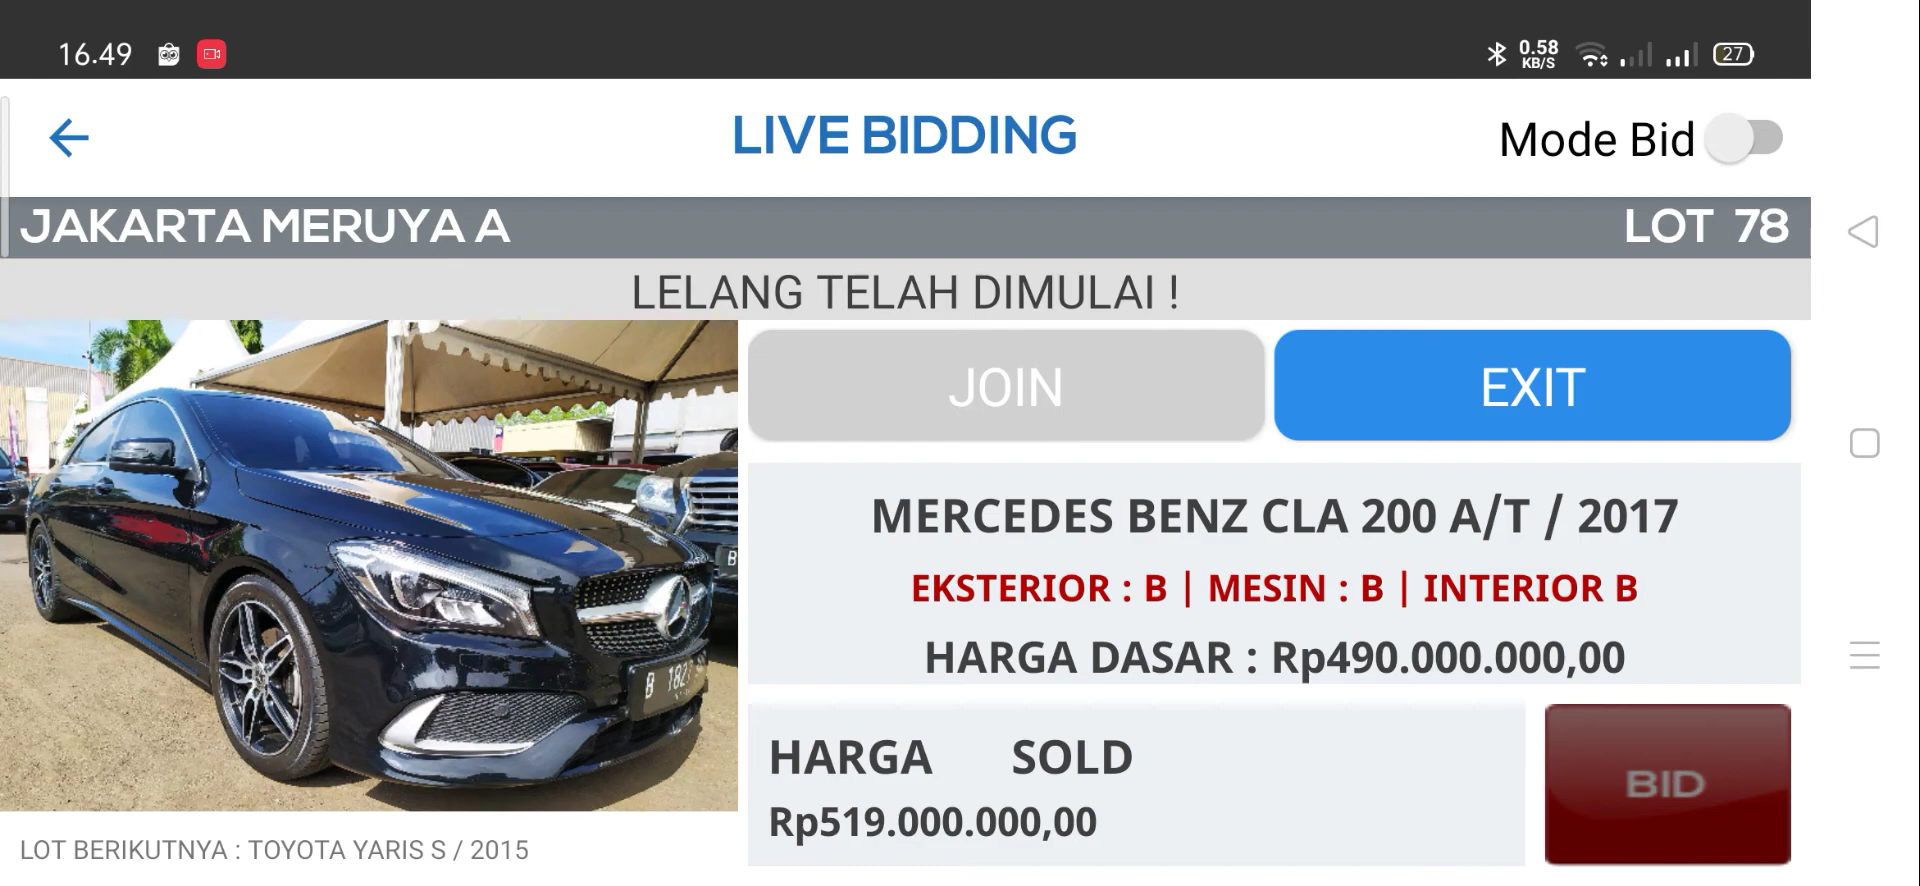 16.49
0.58
KB/S
27
LIVE BIDDING
Mode Bid
JAKARTA MERUYA A
LOT 78
LELANG TELAH DIMULAI !
JOIN
EXIT
MERCEDES BENZ CLA 200 A/T / 2017
EKSTERIOR : B | MESIN : B | INTERIOR B
HARGA DASAR : Rp490.000.000,00
HARGA SOLD
Rp519.000.000,00
BID
B 182
B
LOT BERIKUTNYA : TOYOTA YARIS S / 2015